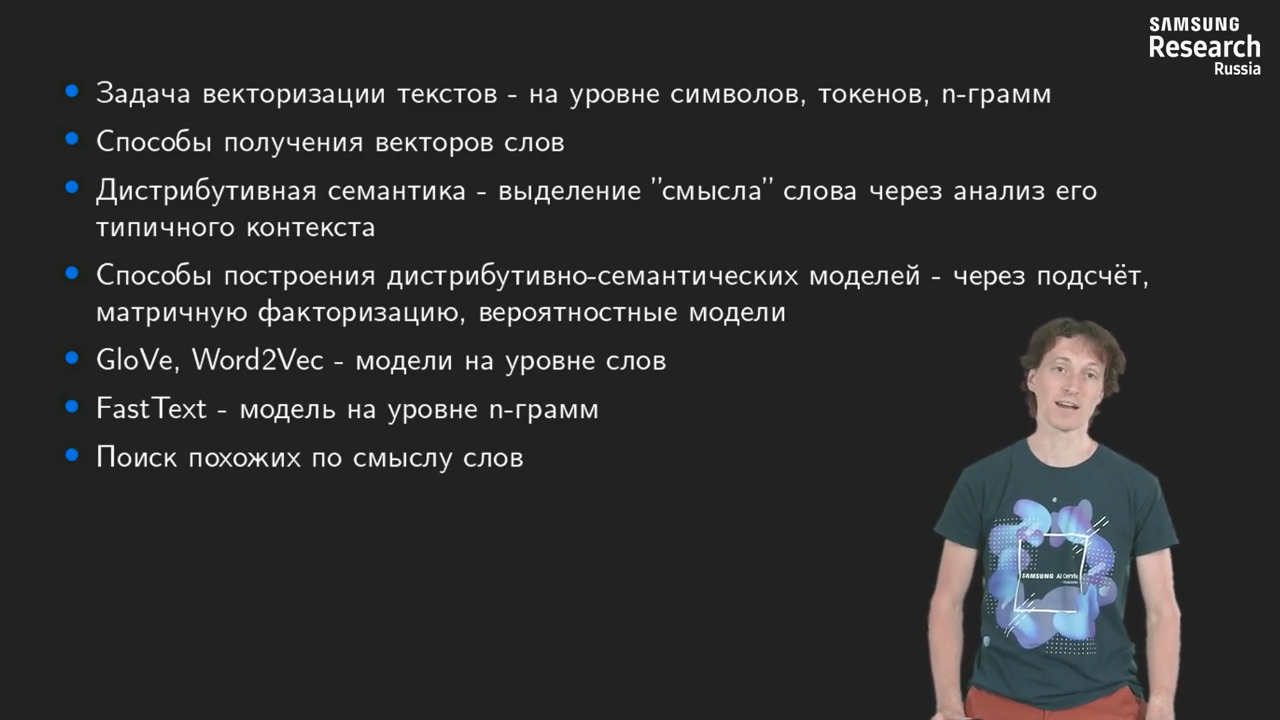 SAMSUNG
Research
Russia
Задача векторизации текстов - на уровне символов, токенов, n-грамм
Способы получения векторов слов
Дистрибутивная семантика - выделение "смысла" слова через анализ его
типичного контекста
Способы построения дистрибутивно-семантических моделей - через подсчёт,
матричную факторизацию, вероятностные модели
GloVe, Word2Vec - модели на уровне слов
FastText - модель на уровне n-грамм
Поиск похожих по смыслу слов
SAMSUNG AI Center